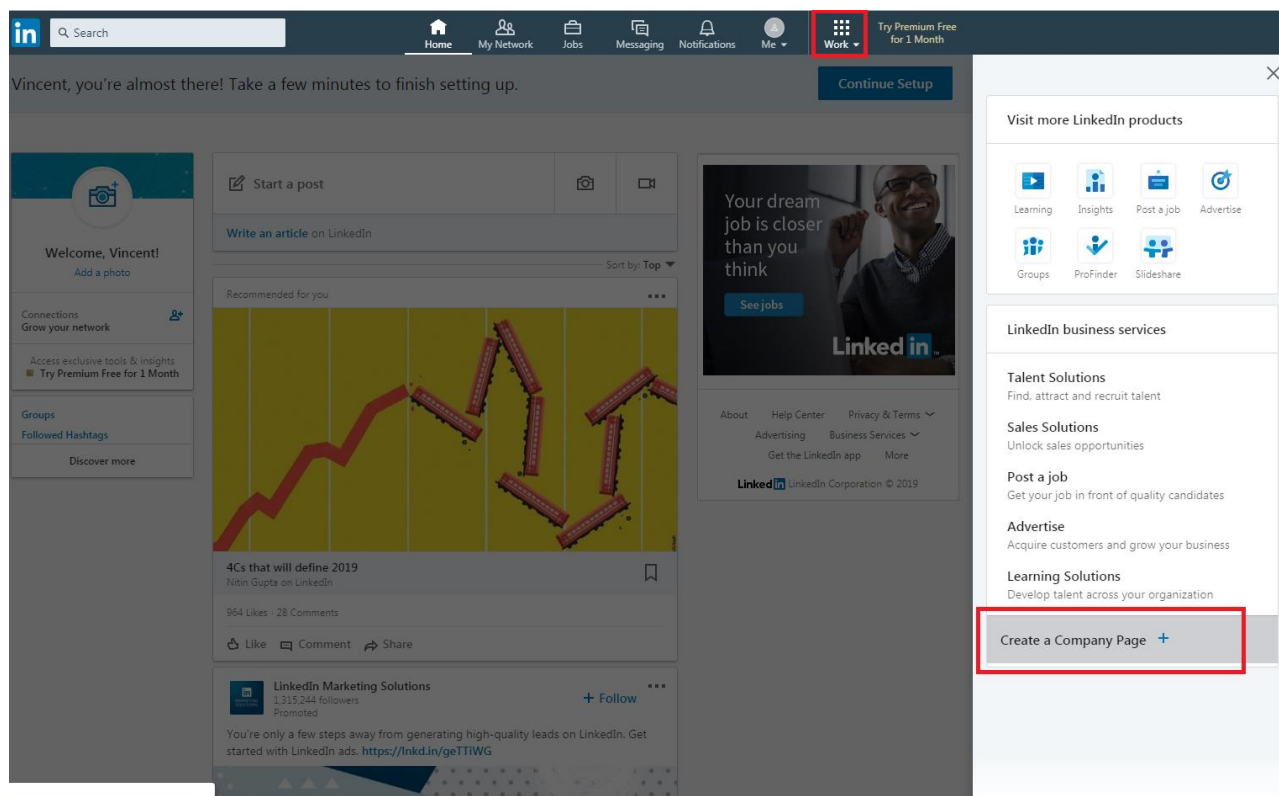 in
Search
Home
My Network
Jobs
Messaging
Notifications
Me
Work
Try Premium Free
for 1 Month
Vincent, you're almost there! Take a few minutes to finish setting up.
Continue Setup
Welcome, Vincent!
Add a photo
Connections
Grow your network
Access exclusive tools & insights
Try Premium Free for 1 Month
Groups
Followed Hashtags
Discover more
Start a post
Write an article on LinkedIn
Sort by: Top
Recommended for you
4Cs that will define 2019
Nitin Gupta on LinkedIn
964 Likes · 28 Comments
Like
Comment
Share
LinkedIn Marketing Solutions
1,315,244 followers
Promoted
+ Follow
You're only a few steps away from generating high-quality leads on LinkedIn. Get
started with LinkedIn ads. https://lnkd.in/geTTiWG
Your dream
job is closer
than you
think
See jobs
Linked in
About
Help Center
Privacy & Terms
Advertising
Business Services
Get the LinkedIn app
More
Linked in LinkedIn Corporation © 2019
Visit more LinkedIn products
Learning
Insights
Post a job
Advertise
Groups
ProFinder
Slideshare
LinkedIn business services
Talent Solutions
Find, attract and recruit talent
Sales Solutions
Unlock sales opportunities
Post a job
Get your job in front of quality candidates
Advertise
Acquire customers and grow your business
Learning Solutions
Develop talent across your organization
Create a Company Page +